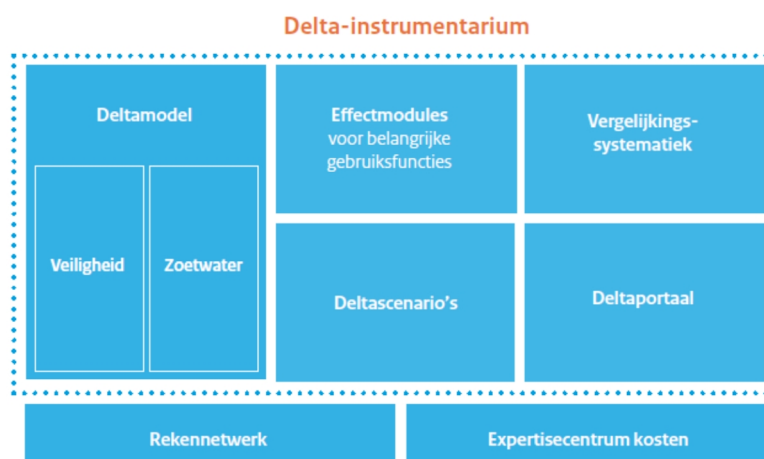 Delta-instrumentarium
Deltamodel
Veiligheid
Zoetwater
Effectmodules
voor belangrijke
gebruiksfuncties
Vergelijkings-
systematiek
Deltascenario's
Deltaportaal
Rekennetwerk
Expertisecentrum kosten